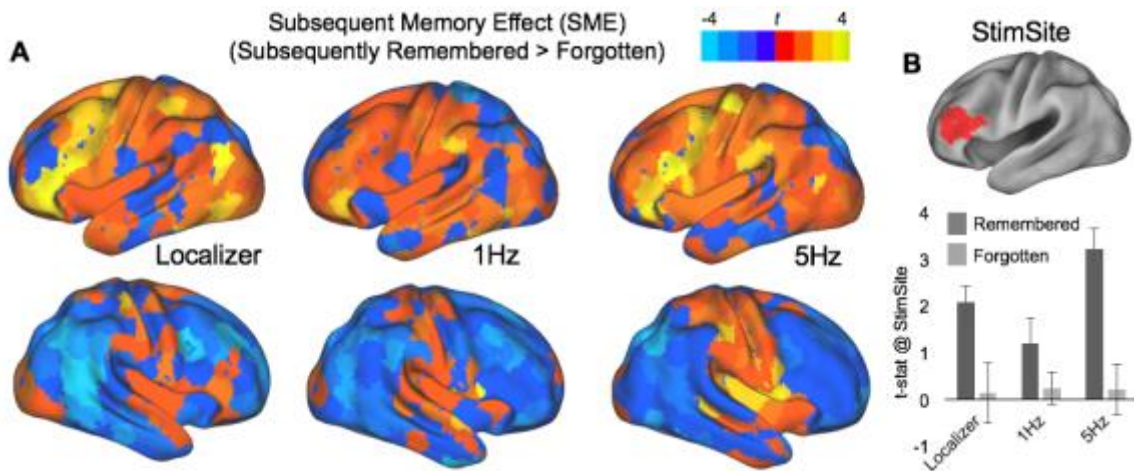 A
Subsequent Memory Effect (SME)
(Subsequently Remembered > Forgotten)
-4 t 4
Localizer
1Hz
5Hz
B
StimSite
t-stat @ StimSite
4
3
2
1
0
-1
Remembered
Forgotten
Localizer
1Hz
5Hz